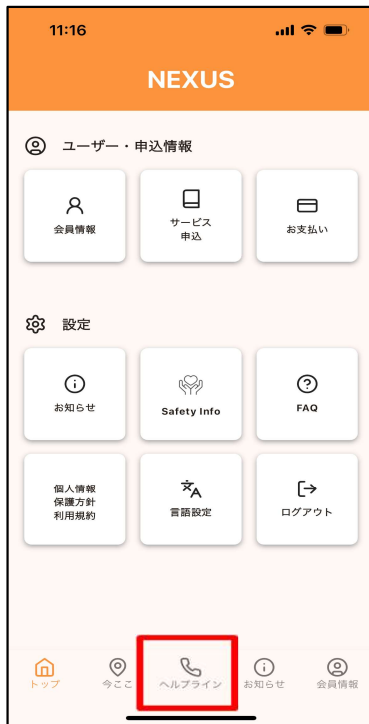 11:16
NEXUS
ユーザー・申込情報
会員情報
サービス
申込
お支払い
設定
お知らせ
Safety Info
FAQ
個人情報
保護方針
利用規約
言語設定
ログアウト
トップ
今ここ
ヘルプライン
お知らせ
会員情報